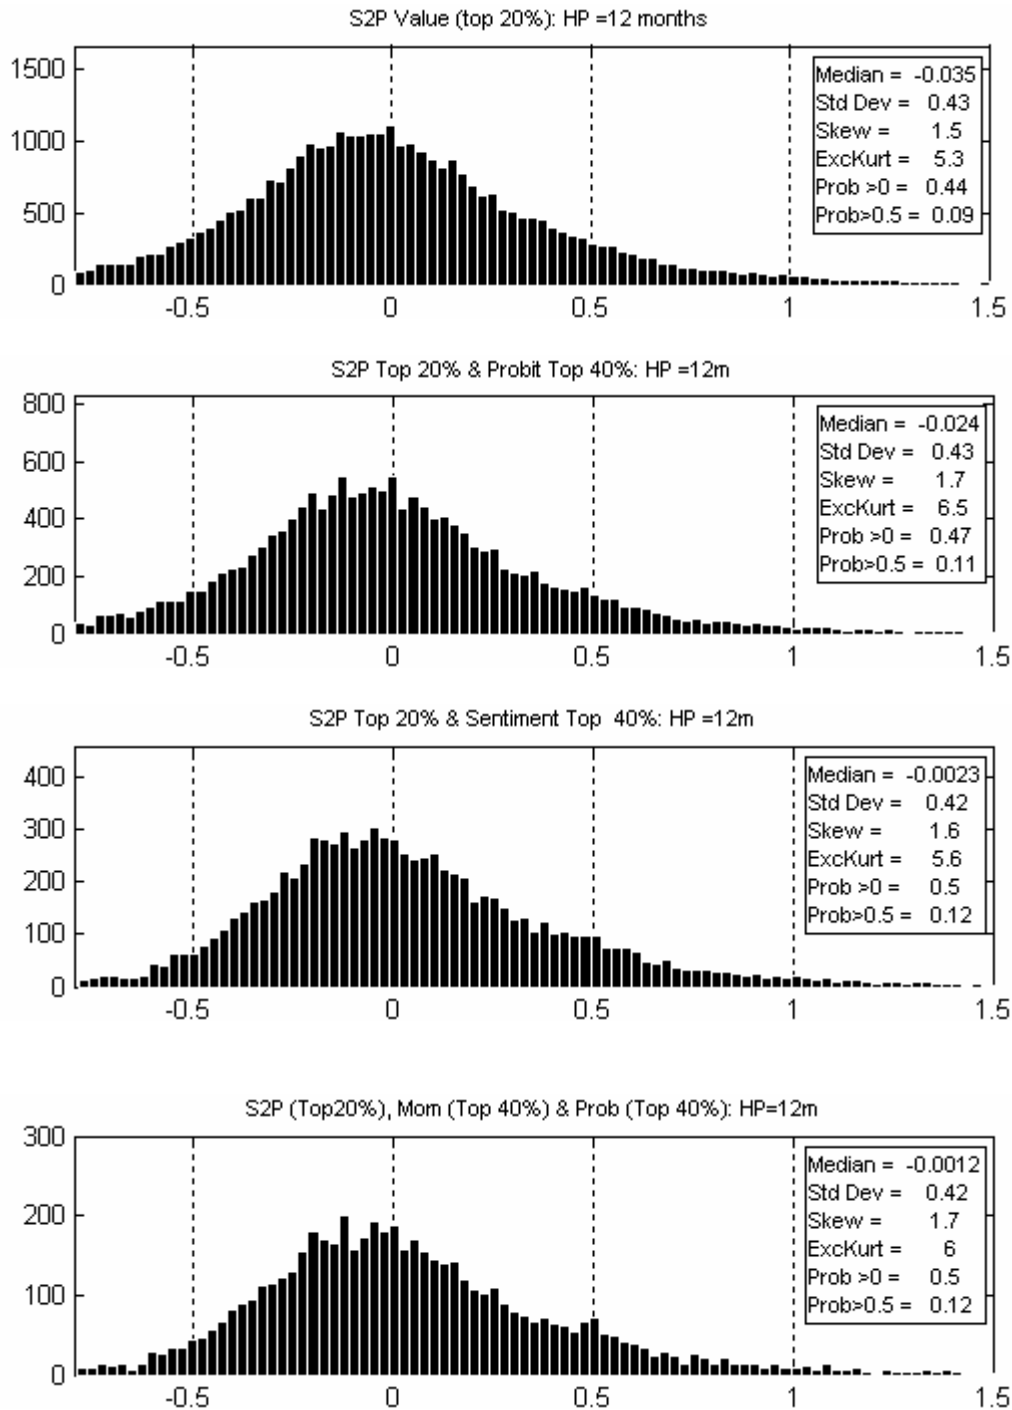 S2P Value (top 20%): HP =12 months
1500
1000
500
0
-0.5
0
0.5
1
1.5
Median = -0.035
Std Dev = 0.43
Skew = 1.5
ExcKurt = 5.3
Prob >0 = 0.44
Prob>0.5 = 0.09
S2P Top 20% & Probit Top 40%: HP =12m
800
600
400
200
0
-0.5
0
0.5
1
1.5
Median = -0.024
Std Dev = 0.43
Skew = 1.7
ExcKurt = 6.5
Prob >0 = 0.47
Prob>0.5 = 0.11
S2P Top 20% & Sentiment Top 40%: HP =12m
400
300
200
100
0
-0.5
0
0.5
1
1.5
Median = -0.0023
Std Dev = 0.42
Skew = 1.6
ExcKurt = 5.6
Prob >0 = 0.5
Prob>0.5 = 0.12
S2P (Top20%), Mom (Top 40%) & Prob (Top 40%): HP=12m
300
200
100
0
-0.5
0
0.5
1
1.5
Median = -0.0012
Std Dev = 0.42
Skew = 1.7
ExcKurt = 6
Prob >0 = 0.5
Prob>0.5 = 0.12